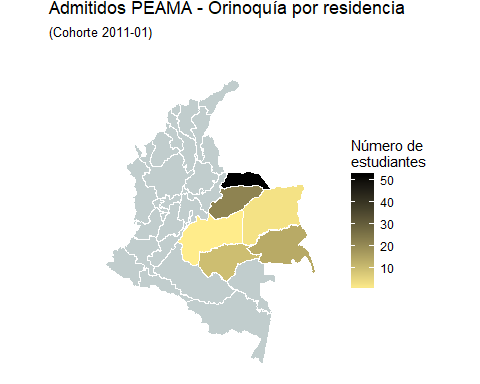 Admitidos PEAMA - Orinoquía por residencia
(Cohorte 2011-01)
Número de
estudiantes
50
40
30
20
10